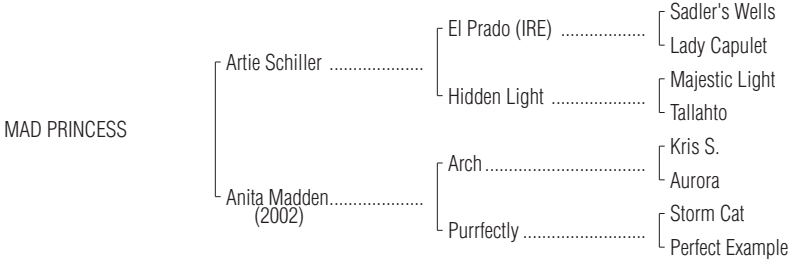 Sadler's Wells
El Prado (IRE) ...................
Lady Capulet
Artie Schiller .....................
Majestic Light
Hidden Light .....................
Tallahto
MAD PRINCESS
Kris S.
Arch....................................
Aurora
Anita Madden.....................
(2002)
Storm Cat
Purrfectly ...........................
Perfect Example